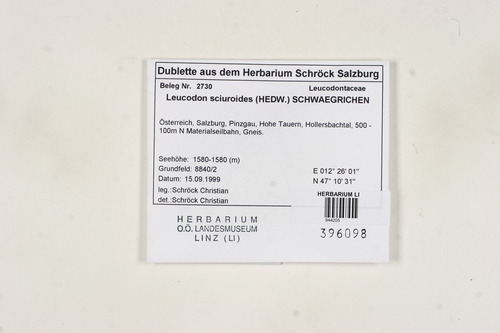 Dublette aus dem Herbarium Schröck Salzburg
Beleg Nr. 2730 Leucodontaceae
Leucodon sciuroides (HEDW.) SCHWAEGRICHEN
Österreich, Salzburg, Pinzgau, Hohe Tauern, Hollersbachtal, 500 -
100m N Materialseilbahn, Gneis.
Seehöhe: 1580-1580 (m)
Grundfeld: 8840/2 E 012° 26' 01"
Datum: 15.09.1999 N 47° 10' 31"
leg.:Schröck Christian
det.:Schröck Christian
HERBARIUM LI
944205
HERBARIUM
O.Ö. LANDESMUSEUM
LINZ (LI)
396098